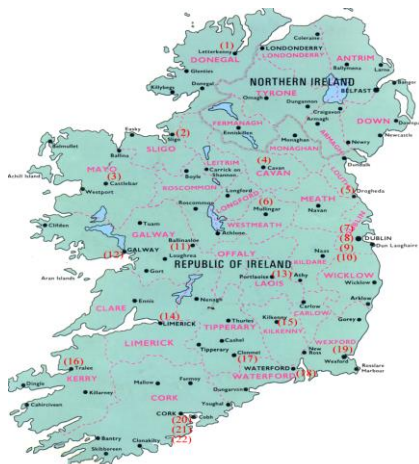 Coleraine
(1)
Letterkenny
LONDONDERRY
LONDONDERRY
DONEGAL
ANTRIM
Ballymena
Larne
Glenties
NORTHERN IRELAND
Killybegs
Donegal
TYRONE
BELFAST
Bangor
Omagh
Dungannon
Craigavon
Armagh
DOWN
FERMANAGH
Enniskillen
ARMAGH
Newcastle
Easky
(2)
Sligo
Monaghan
MONAGHAN
Newry
Ballina
SLIGO
LEITRIM
(4)
Cavan
Dundalk
Achill Island
MAYO
(3)
Castlebar
Boyle
Carrick on Shannon
CAVAN
LOUTH
Westport
ROSCOMMON
Longford
(5)
Drogheda
Roscommon
LONGFORD
(6)
Mullingar
MEATH
Navan
Clifden
Tuam
GALWAY
WESTMEATH
Athlone
DUBLIN
(7)
(8)
DUBLIN
(9)
Dun Laoghaire
(10)
Ballinasloe
(11)
GALWAY
(12)
Loughrea
OFFALY
Naas
KILDARE
REPUBLIC OF IRELAND
Aran Islands
Gort
Portlaoise
(13)
Athy
LAOIS
WICKLOW
Wicklow
CLARE
Ennis
Nenagh
Carlow
CARLOW
Arklow
(14)
LIMERICK
Thurles
Kilkenny
(15)
KILKENNY
Gorey
TIPPERARY
LIMERICK
Cashel
WEXFORD
(16)
Tralee
Tipperary
Clonmel
(17)
New Ross
(19)
Wexford
Rosslare Harbour
KERRY
WATERFORD
WATERFORD
(18)
Dingle
Mallow
Fermoy
Dungarvan
Killarney
Cahirciveen
CORK
Youghal
CORK
(20)
Cobh
(21)
(22)
Bantry
Clonakilty
Skibbereen